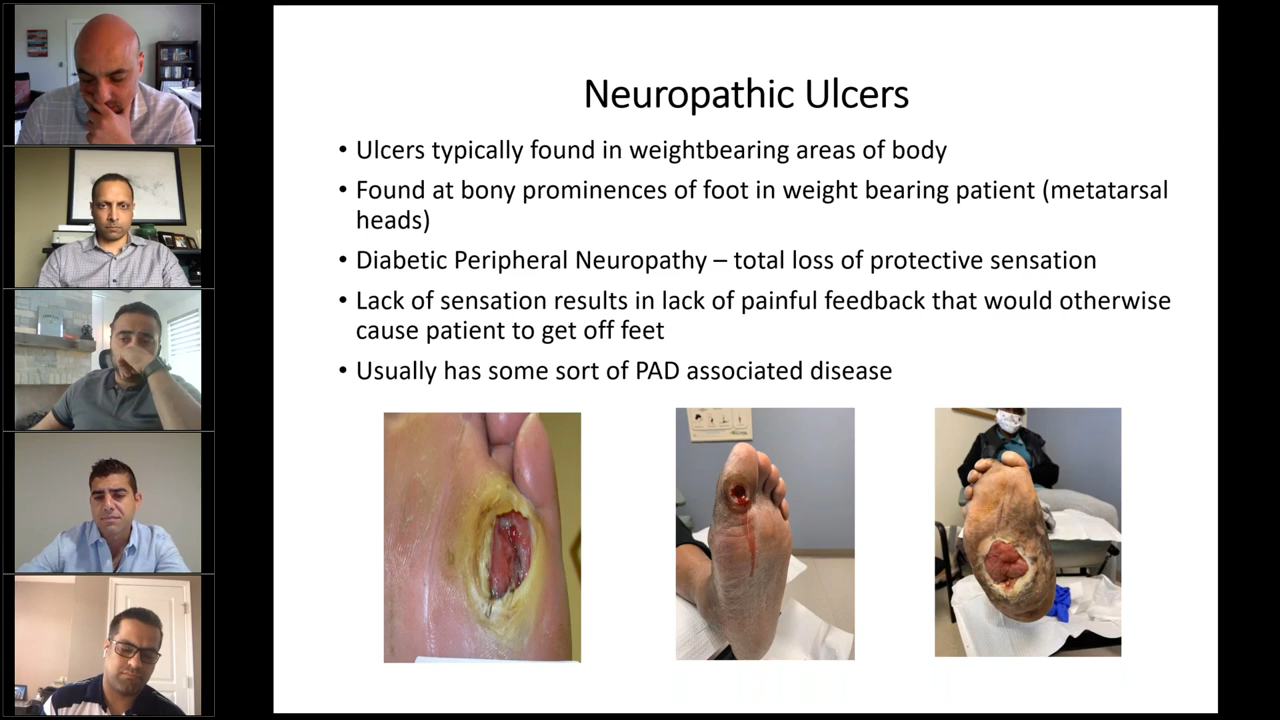 Neuropathic Ulcers
• Ulcers typically found in weightbearing areas of body
• Found at bony prominences of foot in weight bearing patient (metatarsal
heads)
• Diabetic Peripheral Neuropathy – total loss of protective sensation
• Lack of sensation results in lack of painful feedback that would otherwise
cause patient to get off feet
• Usually has some sort of PAD associated disease